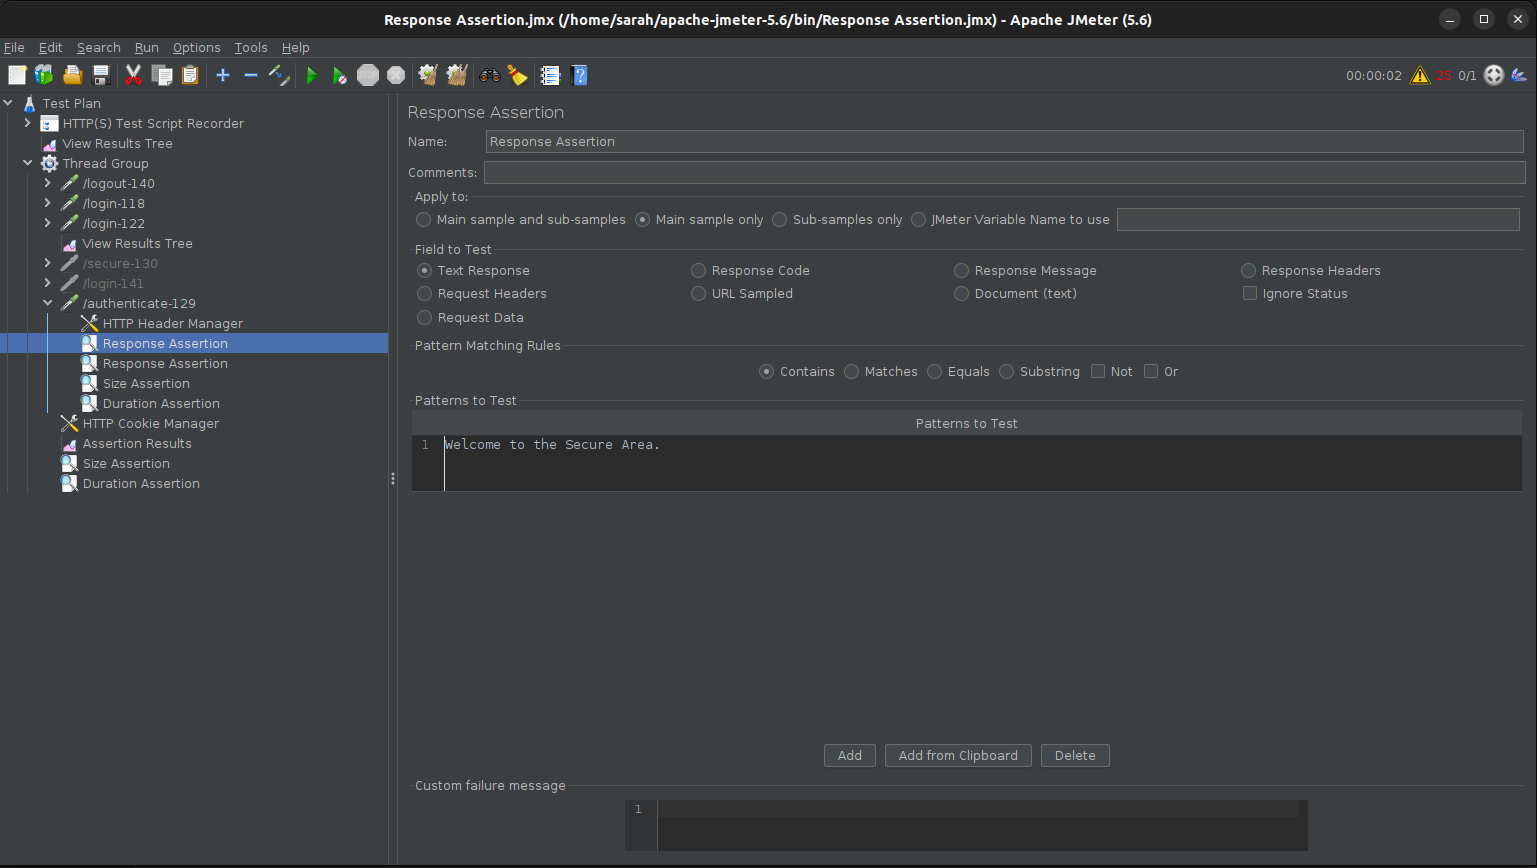 Response Assertion.jmx (/home/sarah/apache-jmeter-5.6/bin/Response Assertion.jmx) - Apache JMeter (5.6)
File Edit Search Run Options Tools Help
STOP
00:00:02 25 0/1
Test Plan
HTTP(S) Test Script Recorder
View Results Tree
Thread Group
/logout-140
/login-118
/login-122
View Results Tree
/secure-130
/login-141
/authenticate-129
HTTP Header Manager
Response Assertion
Response Assertion
Size Assertion
Duration Assertion
HTTP Cookie Manager
Assertion Results
Size Assertion
Duration Assertion
Response Assertion
Name: Response Assertion
Comments:
Apply to:
Main sample and sub-samples Main sample only Sub-samples only JMeter Variable Name to use
Field to Test
Text Response Response Code Response Message Response Headers
Request Headers URL Sampled Document (text) Ignore Status
Request Data
Pattern Matching Rules
Contains Matches Equals Substring Not Or
Patterns to Test
Patterns to Test
1 Welcome to the Secure Area.
Add Add from Clipboard Delete
Custom failure message
1